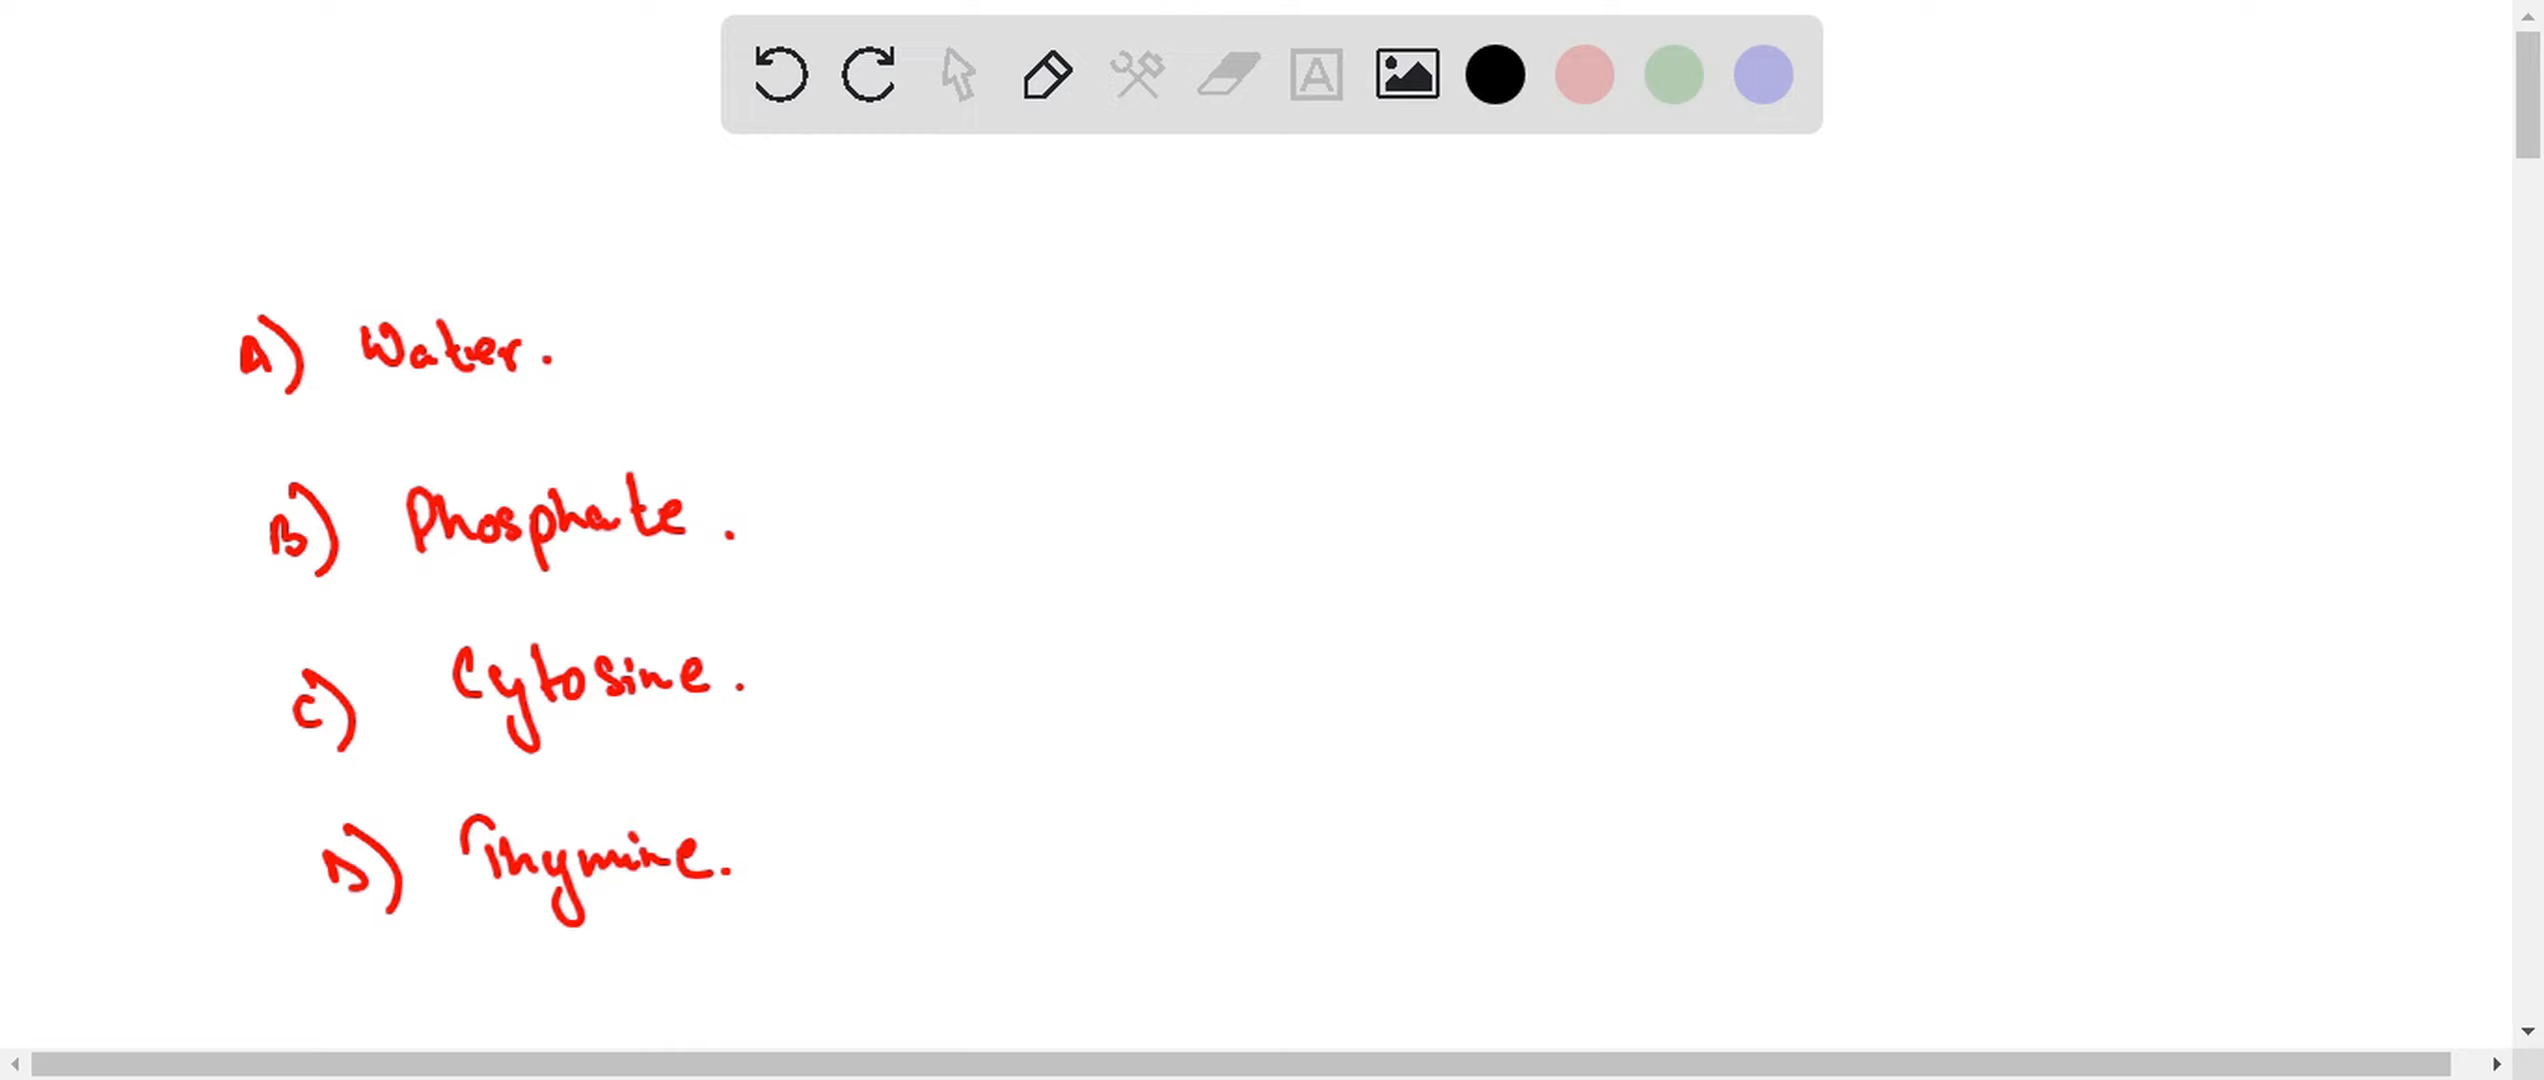 A) Water.
B) Phosphate.
C) Cytosine.
D) Thymine.